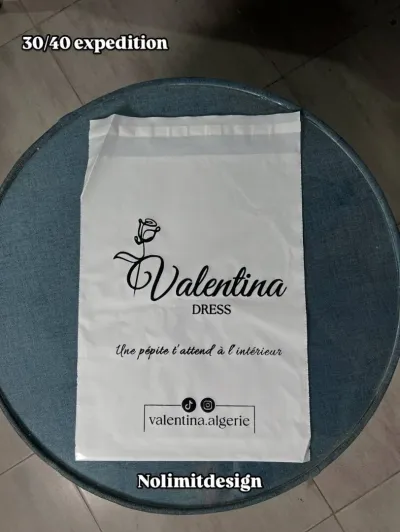 30/40 expedition
Valentina
DRESS
Une pépite t'attend à l'intérieur
valentina.algerie
Nolimitdesign